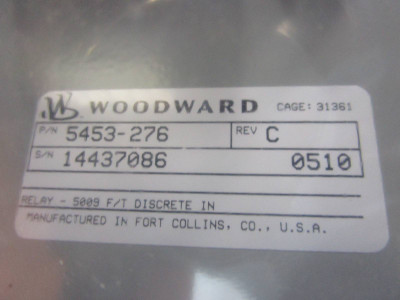 W WOODWARD CAGE: 31361
P/N 5453-276 REV C
S/N 14437086 0510
RELAY - 5009 F/T DISCRETE IN
MANUFACTURED IN FORT COLLINS, CO., U.S.A.